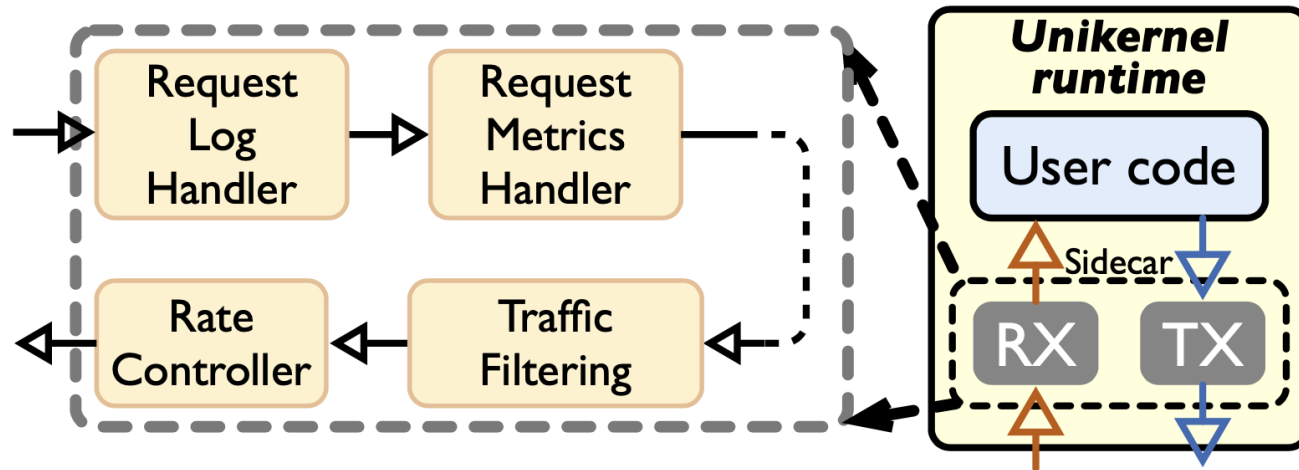 Request
Log
Handler
Request
Metrics
Handler
Rate
Controller
Traffic
Filtering
Unikernel
runtime
User code
Sidecar
RX
TX